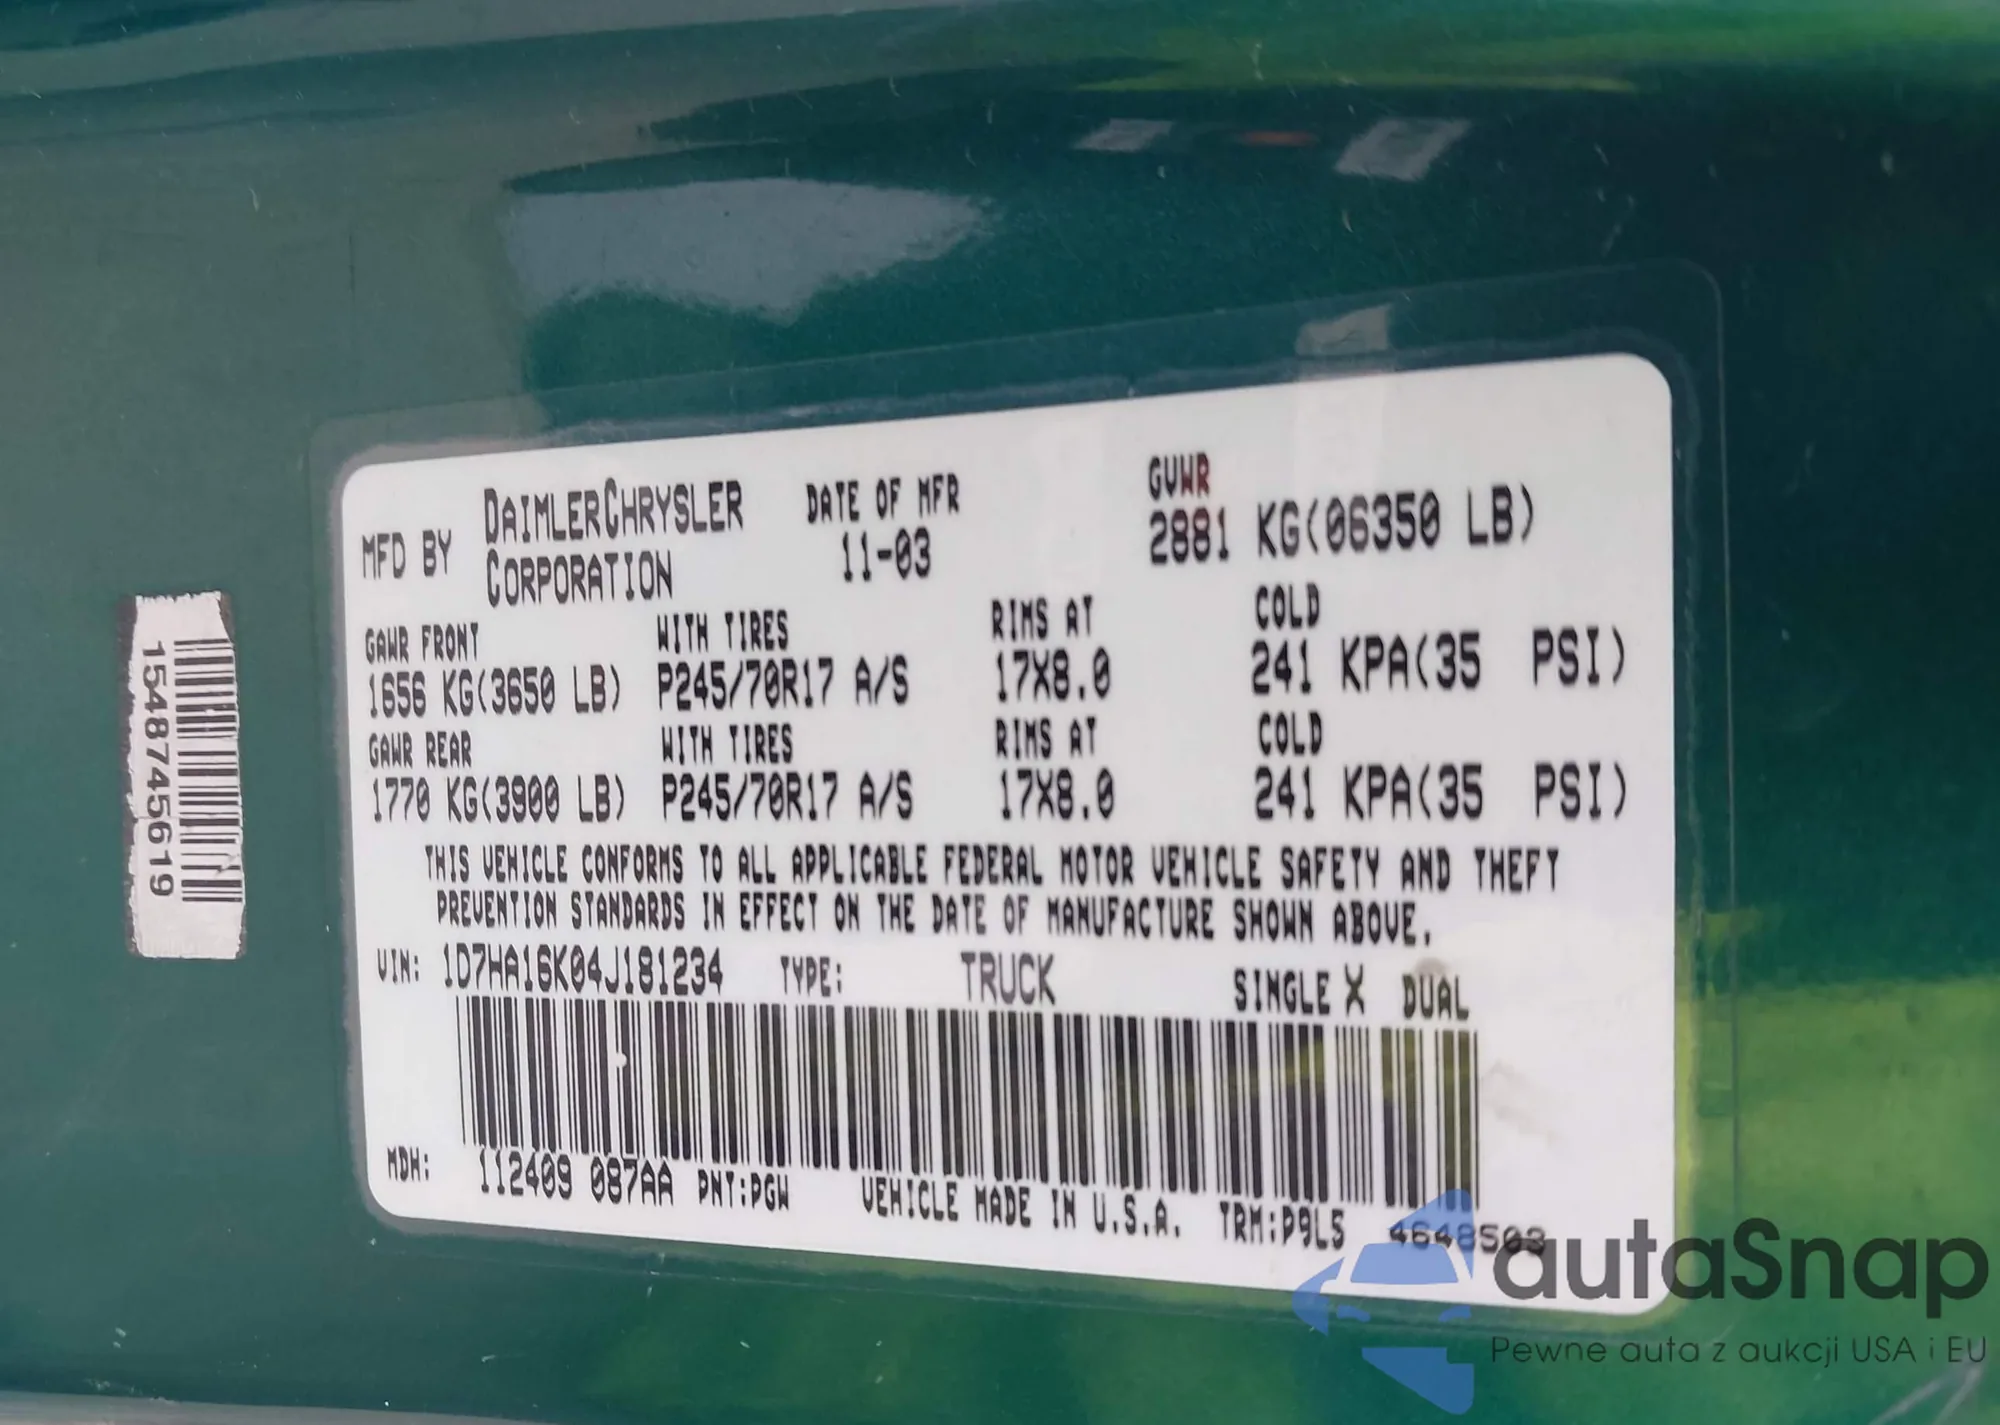 MFD BY DAIMLERCHRYSLER CORPORATION
DATE OF MFR
11-03
GVWR
2881 KG(06350 LB)
GAWR FRONT WITH TIRES RIMS AT COLD
1656 KG(3650 LB) P245/70R17 A/S 17X8.0 241 KPA(35 PSI)
GAWR REAR WITH TIRES RIMS AT COLD
1770 KG(3900 LB) P245/70R17 A/S 17X8.0 241 KPA(35 PSI)
THIS VEHICLE CONFORMS TO ALL APPLICABLE FEDERAL MOTOR VEHICLE SAFETY AND THEFT
PREVENTION STANDARDS IN EFFECT ON THE DATE OF MANUFACTURE SHOWN ABOVE.
VIN: 1D7HA16K04J181234 TYPE: TRUCK SINGLE X DUAL
MDH: 112409 087AA PNT:PGW VEHICLE MADE IN U.S.A. TRM:P9L5 4648503
1548745619
autaSnap
Pewne auta z aukcji USA i EU